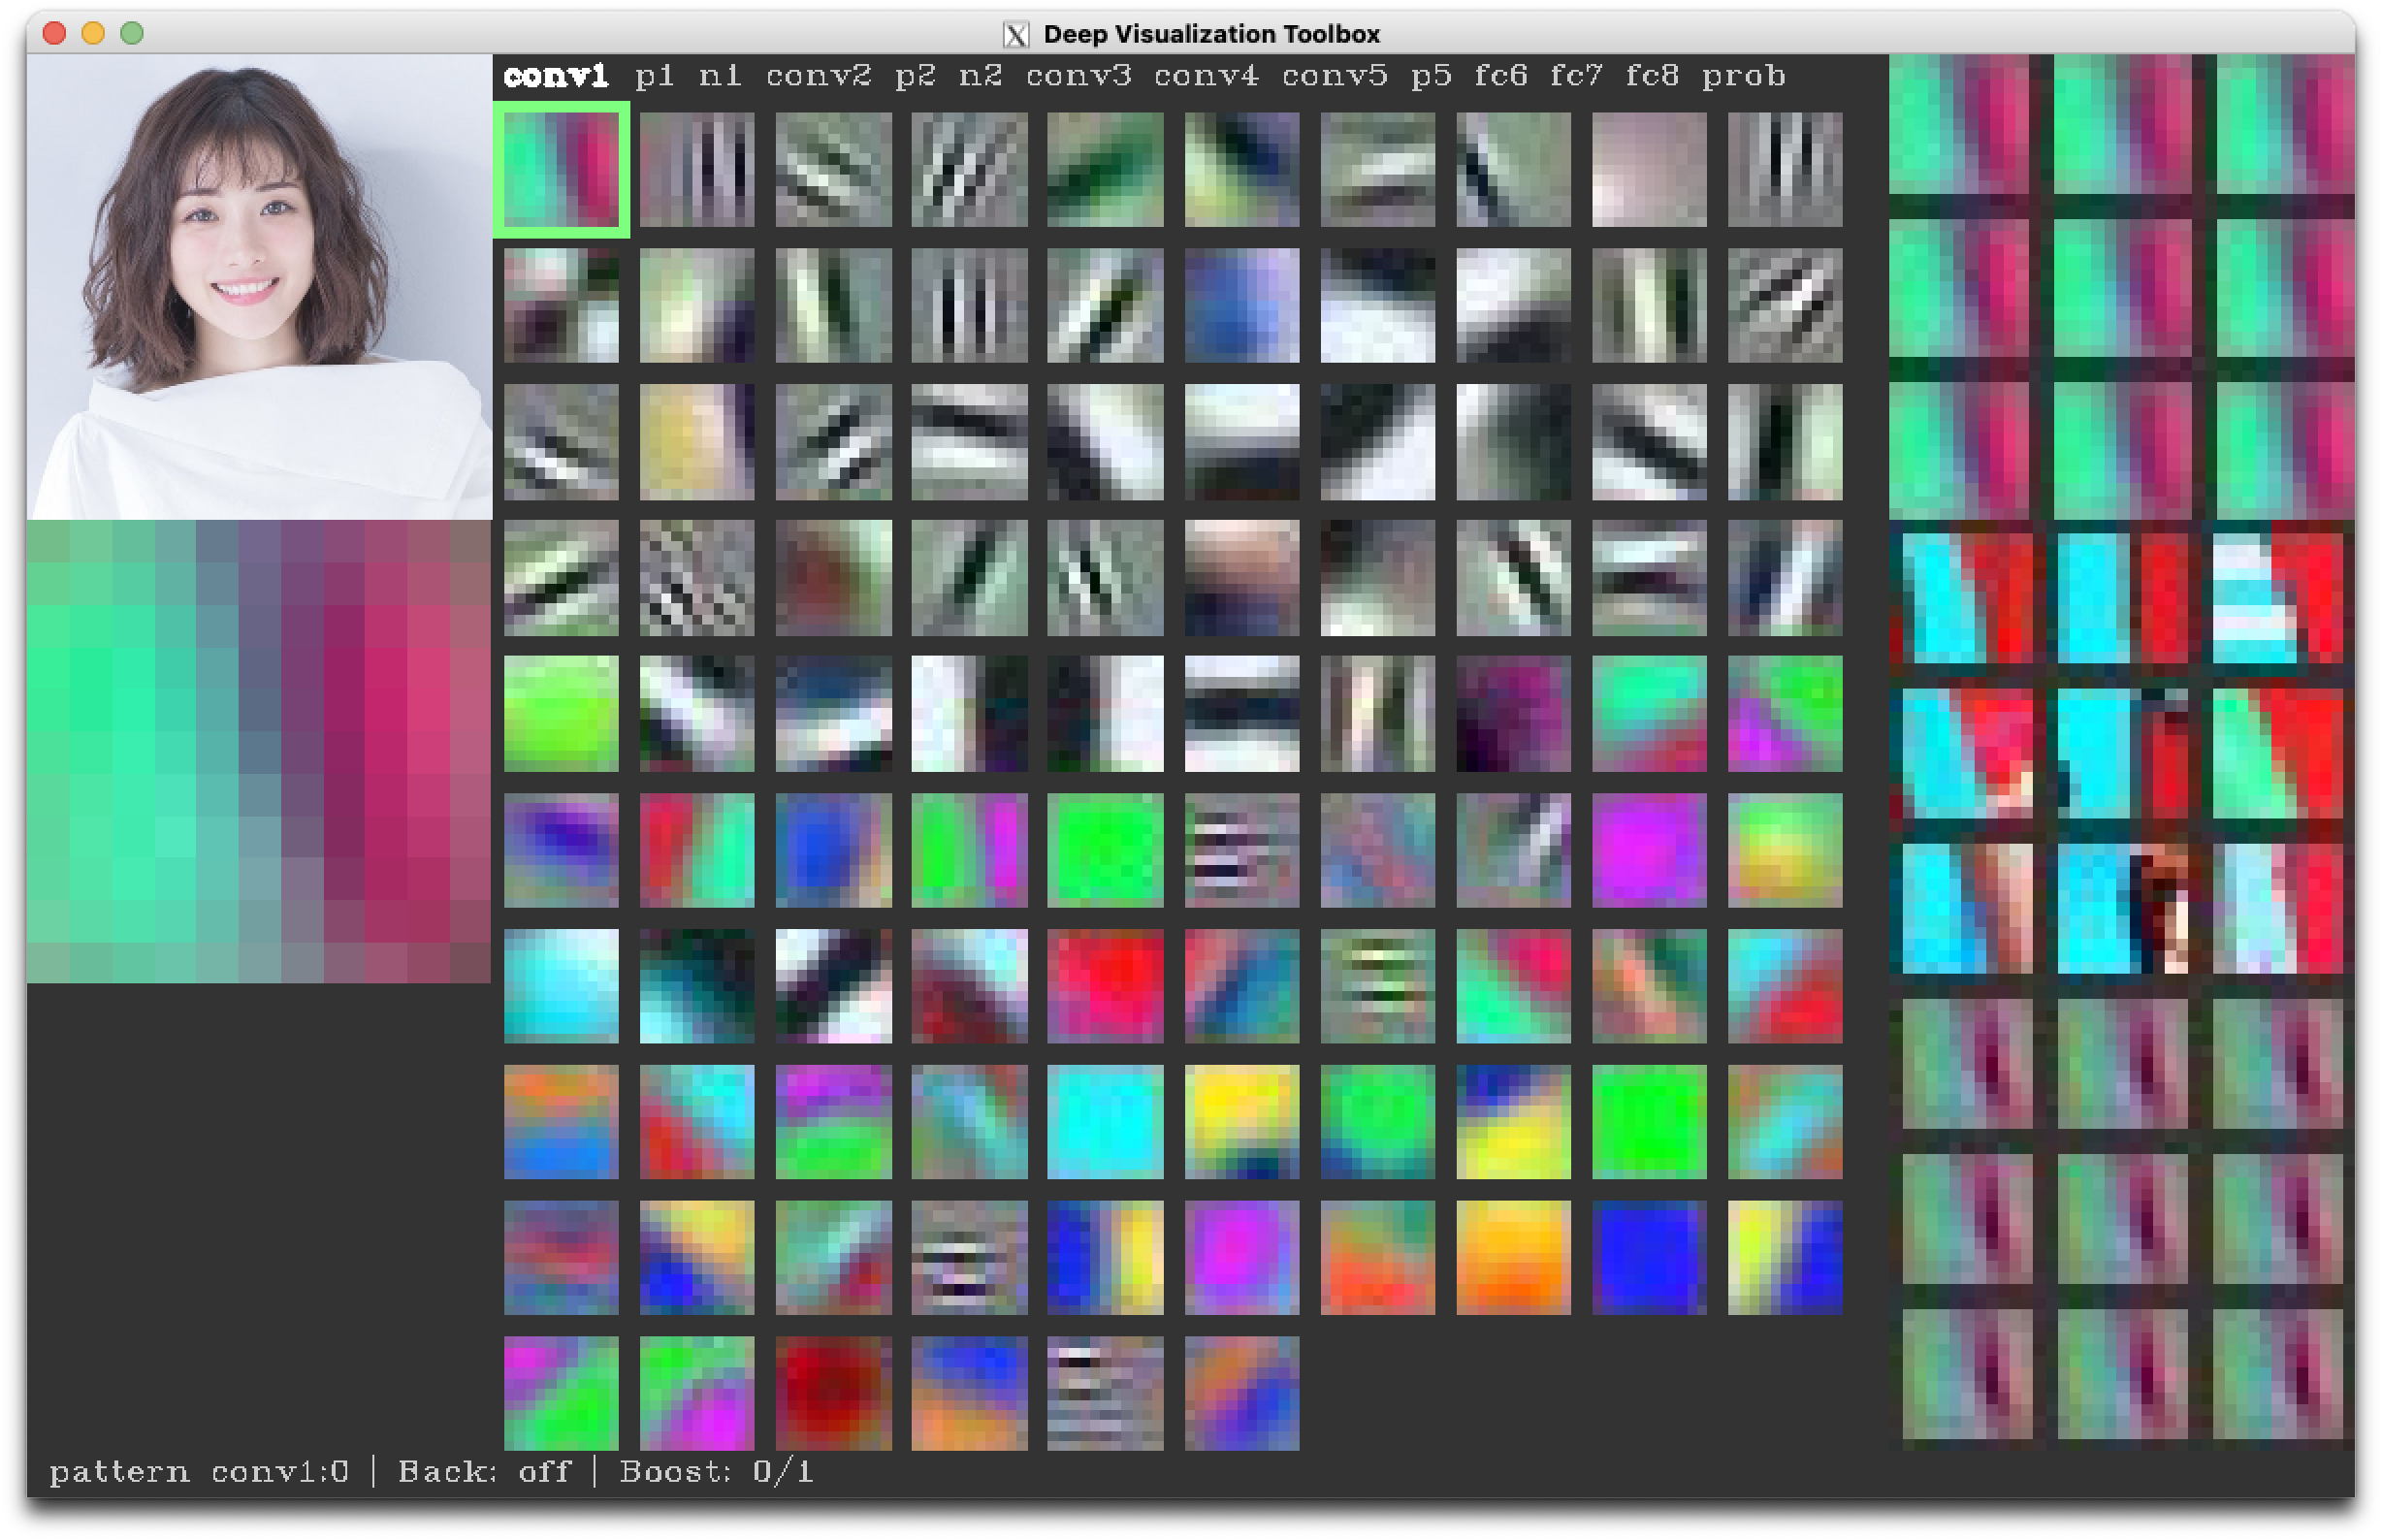 Deep Visualization Toolbox
conv1 p1 n1 conv2 p2 n2 conv3 conv4 conv5 p5 fc6 fc7 fc8 prob
pattern conv1:0 | Back: off | Boost: 0/1